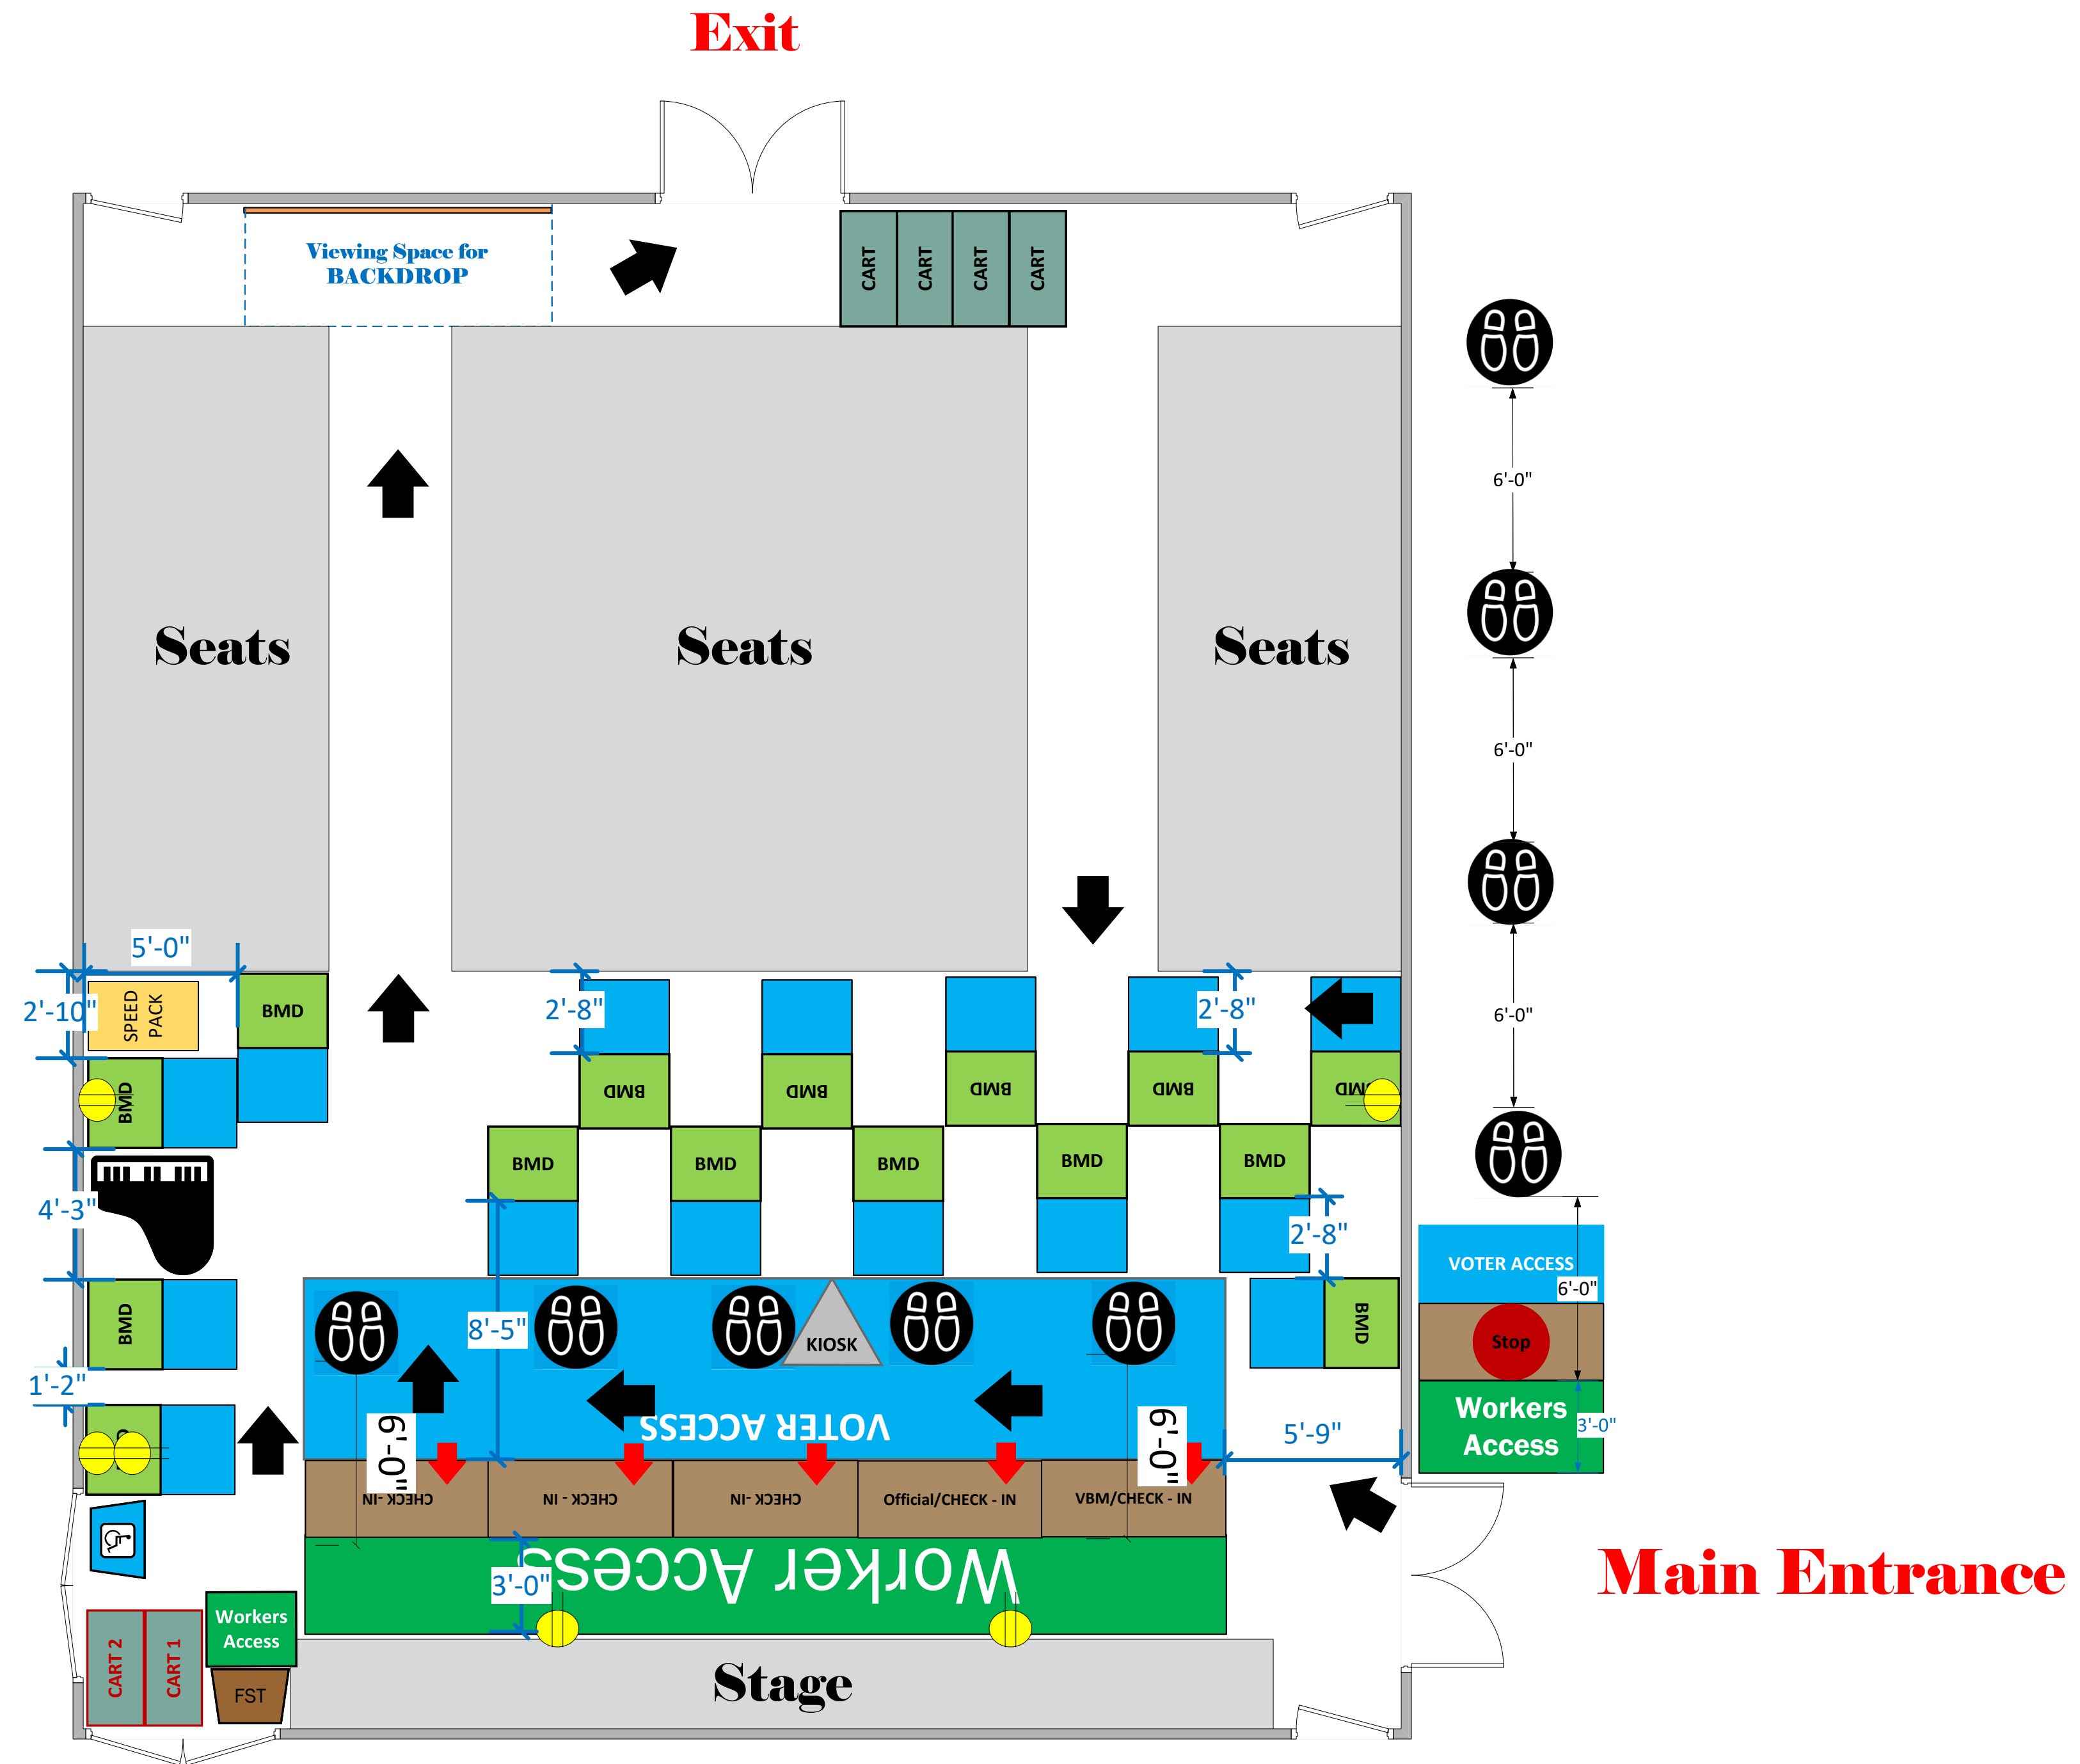 Exit
Viewing Space for
BACKDROP
CART
CART
CART
CART
Seats
Seats
Seats
6'-0"
6'-0"
6'-0"
5'-0"
2'-10"
SPEED
PACK
BMD
2'-8"
2'-8"
BMD
BMD
BMD
BMD
BMD
BMD
BMD
BMD
BMD
BMD
BMD
4'-3"
2'-8"
VOTER ACCESS
6'-0"
Stop
BMD
8'-5"
KIOSK
BMD
1'-2"
Workers
Access
3'-0"
VOTER ACCESS
6'-0"
6'-0"
5'-9"
CHECK -IN
CHECK - IN
CHECK -IN
Official/CHECK - IN
VBM/CHECK - IN
Worker Access
3'-0"
Main Entrance
Workers
Access
CART 2
CART 1
FST
Stage